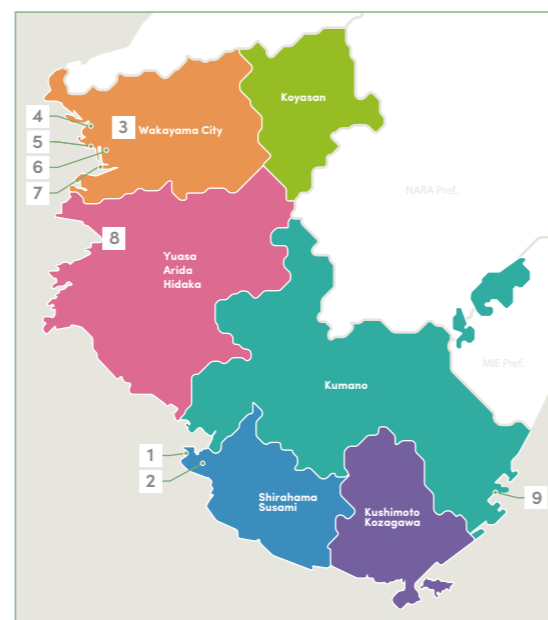 Koyasan
4
3
Wakayama City
5
6
7
NARA Pref.
8
Yuasa
Arida
Hidaka
MIE Pref.
Kumano
1
2
Shirahama
Susami
Kushimoto
Kozagawa
9